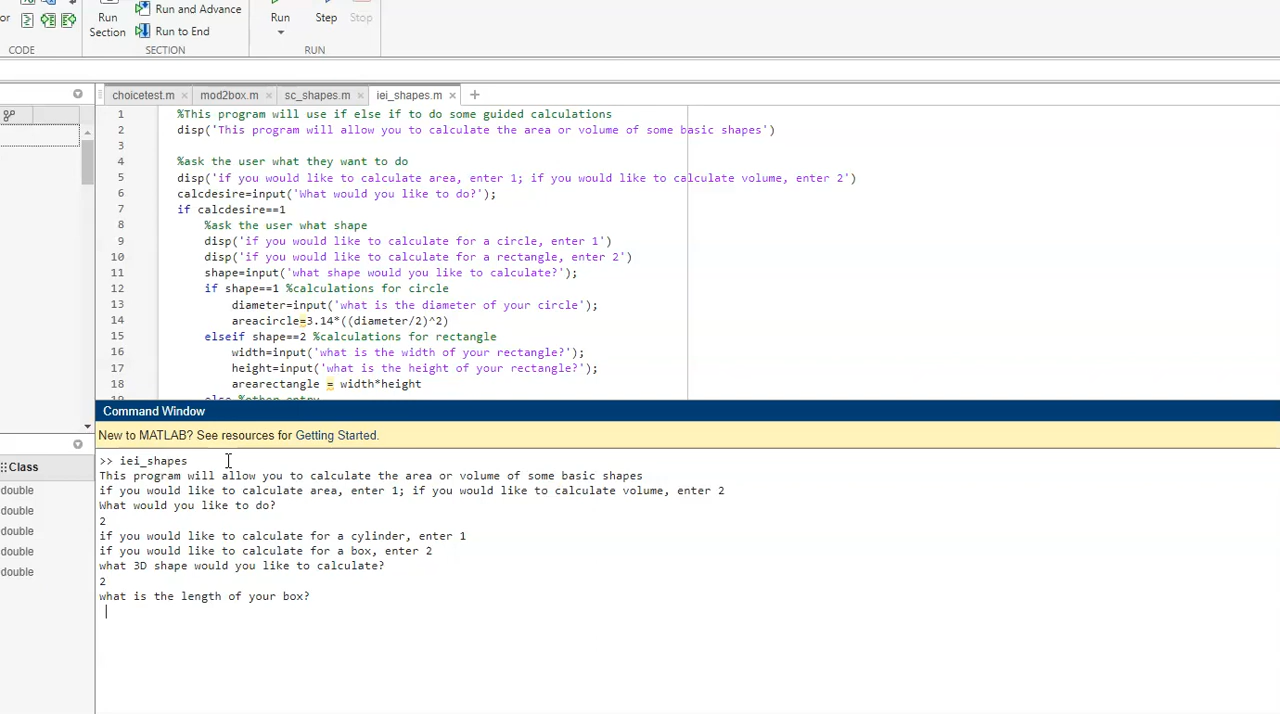 or
Run Section
Run and Advance
Run to End
Run
Step
Stop
CODE
SECTION
RUN
choicetest.m × mod2box.m × sc_shapes.m × iei_shapes.m × +
1 %This program will use if else if to do some guided calculations
2 disp('This program will allow you to calculate the area or volume of some basic shapes')
3
4 %ask the user what they want to do
5 disp('if you would like to calculate area, enter 1; if you would like to calculate volume, enter 2')
6 calcdesire=input('What would you like to do?');
7 if calcdesire==1
8 %ask the user what shape
9 disp('if you would like to calculate for a circle, enter 1')
10 disp('if you would like to calculate for a rectangle, enter 2')
11 shape=input('what shape would you like to calculate?');
12 if shape==1 %calculations for circle
13 diameter=input('what is the diameter of your circle');
14 areacircle=3.14*((diameter/2)^2)
15 elseif shape==2 %calculations for rectangle
16 width=input('what is the width of your rectangle?');
17 height=input('what is the height of your rectangle?');
18 arearectangle = width*height
19 else %other entry
Command Window
New to MATLAB? See resources for Getting Started.
>> iei_shapes
This program will allow you to calculate the area or volume of some basic shapes
if you would like to calculate area, enter 1; if you would like to calculate volume, enter 2
What would you like to do?
2
if you would like to calculate for a cylinder, enter 1
if you would like to calculate for a box, enter 2
what 3D shape would you like to calculate?
2
what is the length of your box?
Class
double
double
double
double
double